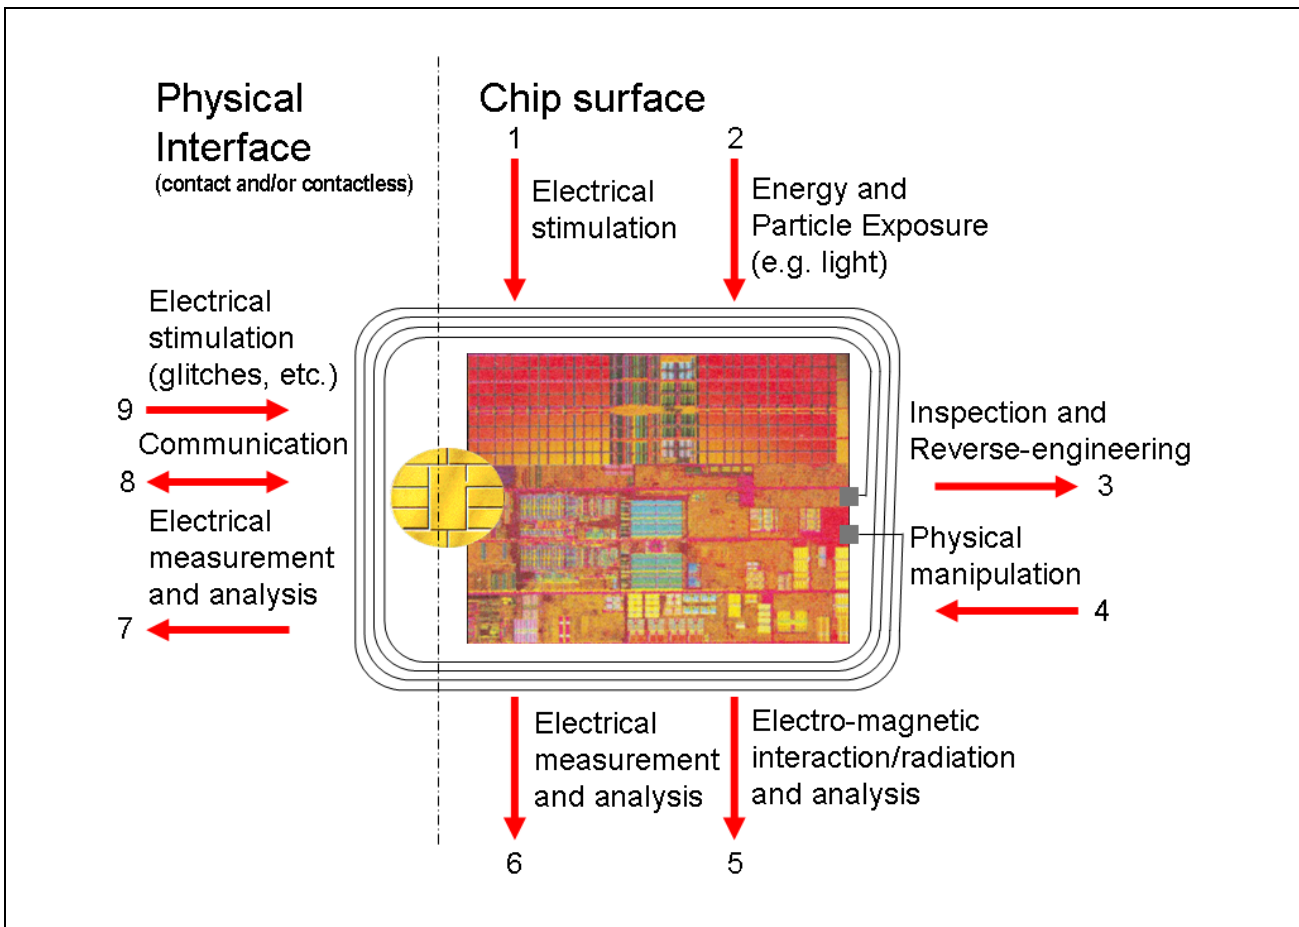 Physical
Interface
(contact and/or contactless)
Chip surface
1
Electrical
stimulation
2
Energy and
Particle Exposure
(e.g. light)
Electrical
stimulation
(glitches, etc.)
9
Communication
8
Electrical
measurement
and analysis
7
Inspection and
Reverse-engineering
3
Physical
manipulation
4
Electrical
measurement
and analysis
6
Electro-magnetic
interaction/radiation
and analysis
5